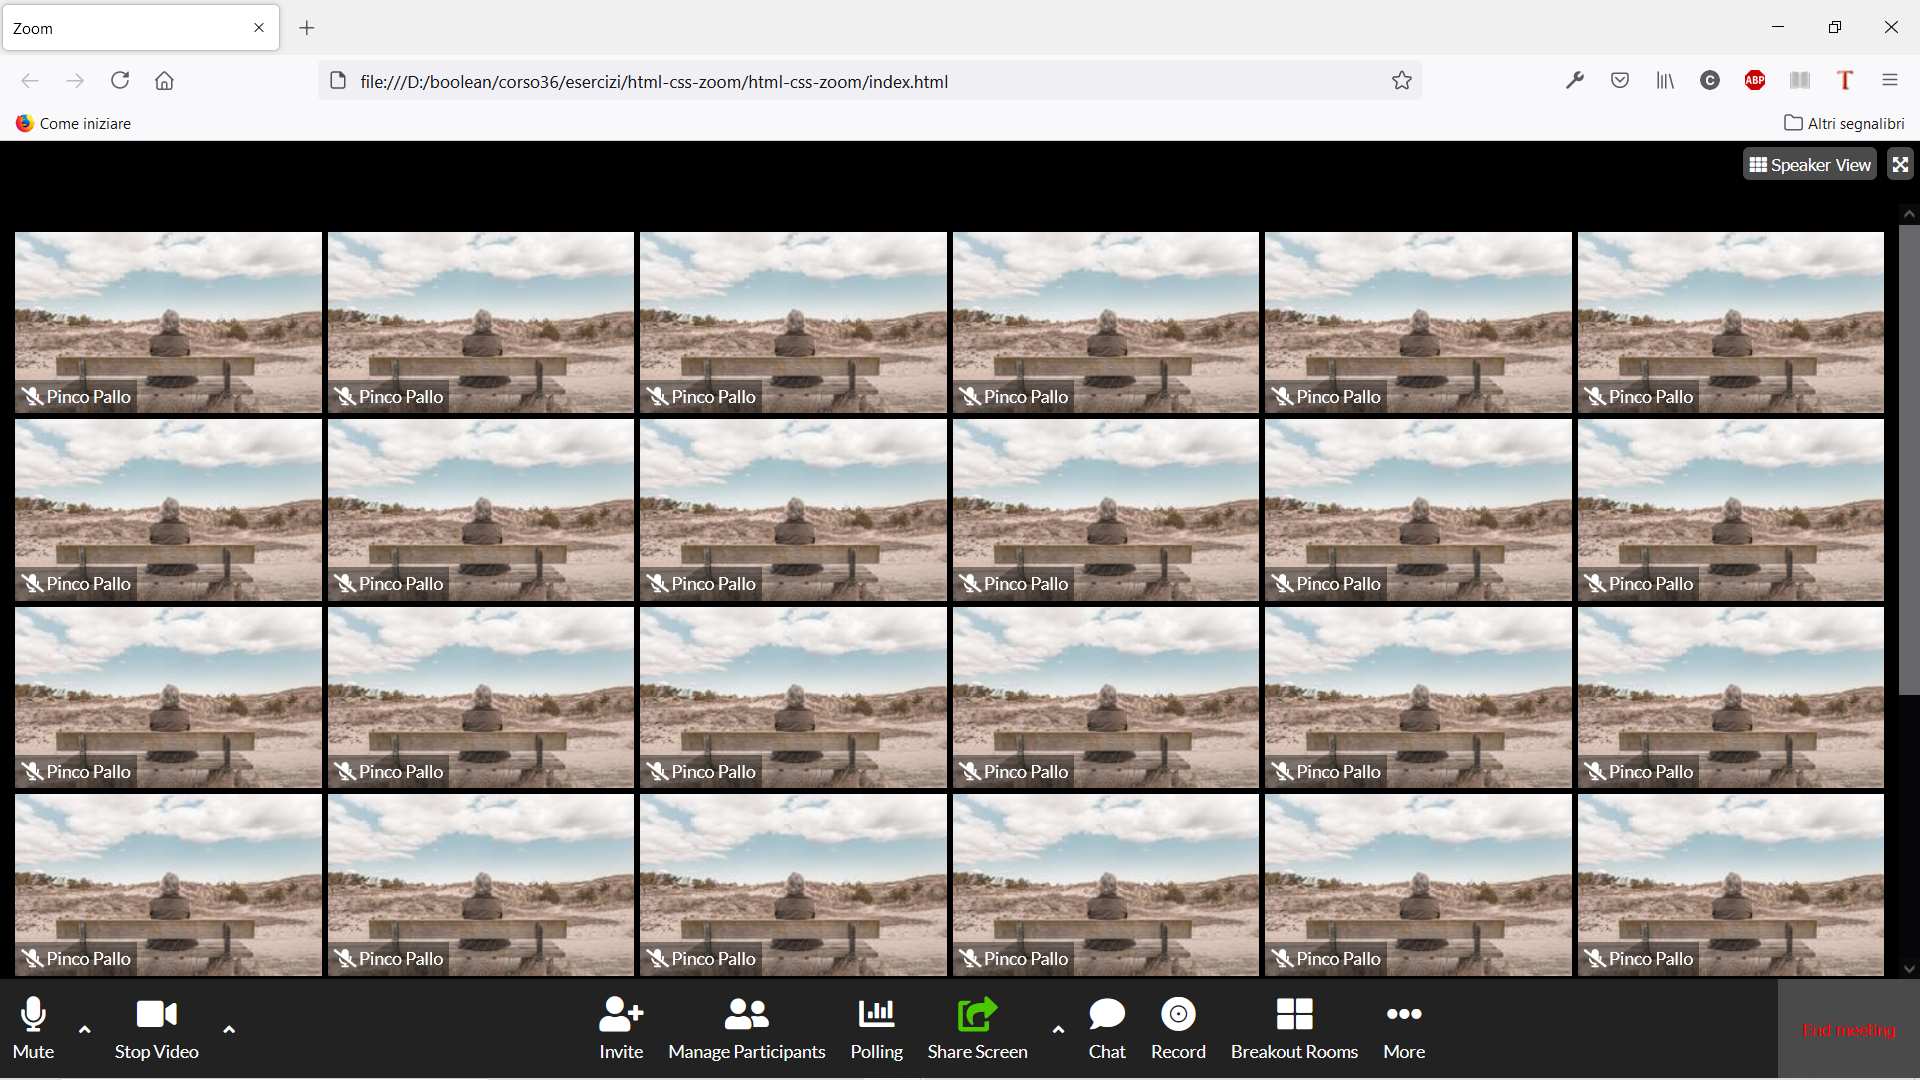 Zoom
file:///D:/boolean/corso36/esercizi/html-css-zoom/html-css-zoom/index.html
C
ABP
T
Come iniziare
Altri segnalibri
Speaker View
Pinco Pallo Pinco Pallo Pinco Pallo Pinco Pallo Pinco Pallo Pinco Pallo
Pinco Pallo Pinco Pallo Pinco Pallo Pinco Pallo Pinco Pallo Pinco Pallo
Pinco Pallo Pinco Pallo Pinco Pallo Pinco Pallo Pinco Pallo Pinco Pallo
Pinco Pallo Pinco Pallo Pinco Pallo Pinco Pallo Pinco Pallo Pinco Pallo
Mute Stop Video Invite Manage Participants Polling Share Screen Chat Record Breakout Rooms More
End meeting